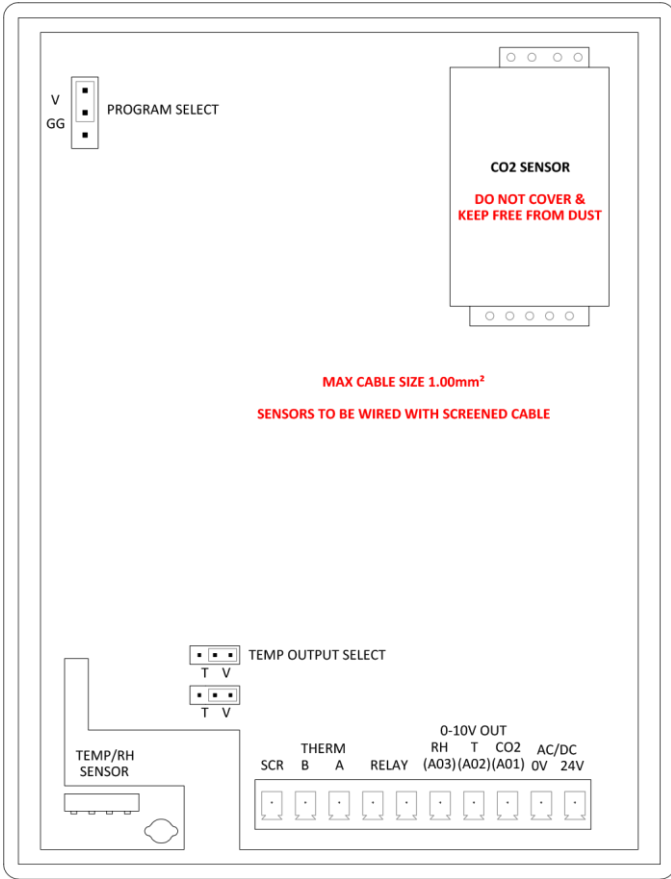 V
GG
PROGRAM SELECT
CO2 SENSOR
DO NOT COVER &
KEEP FREE FROM DUST
MAX CABLE SIZE 1.00mm²
SENSORS TO BE WIRED WITH SCREENED CABLE
TEMP OUTPUT SELECT
T V
T V
TEMP/RH
SENSOR
0-10V OUT
THERM RH T CO2 AC/DC
SCR B A RELAY (A03) (A02) (A01) 0V 24V